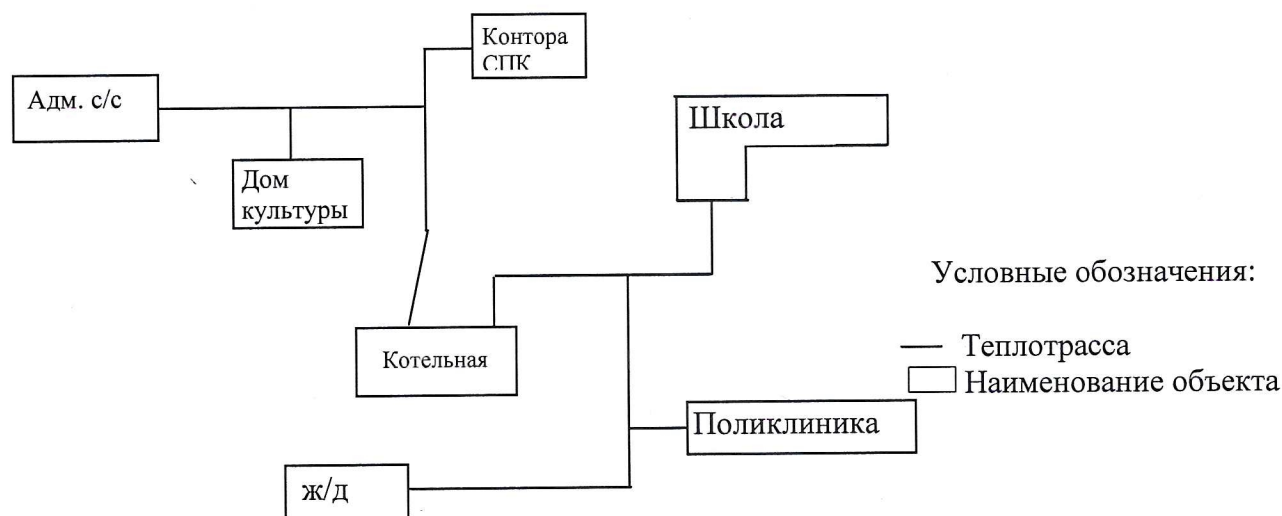 Контора
СПК
Адм. с/с
Школа
Дом
культуры
Условные обозначения:
Котельная
Теплотрасса
Наименование объекта
Поликлиника
ж/д